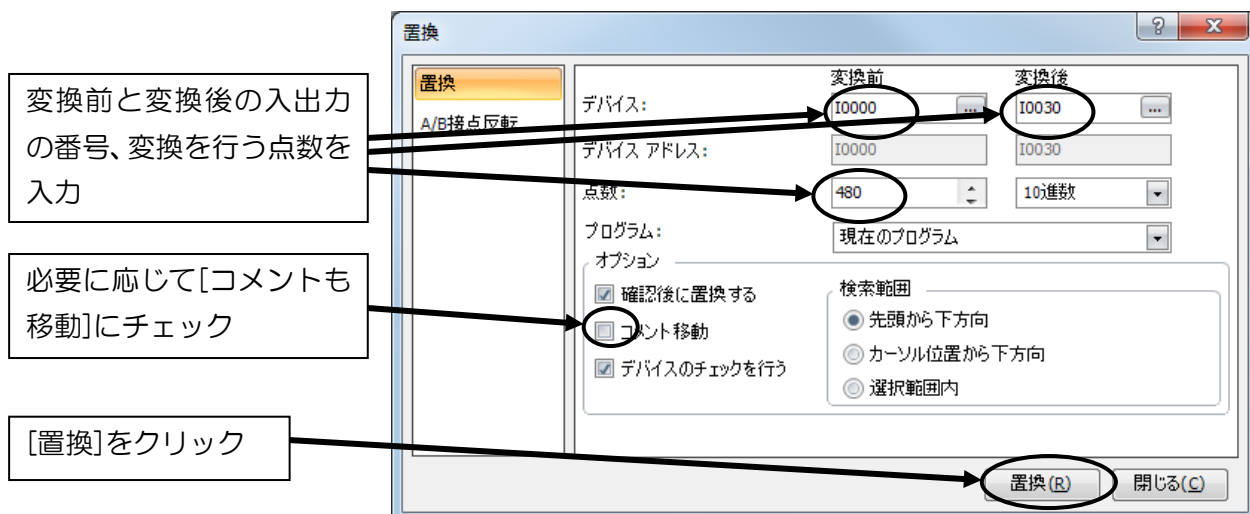 置換
変換前と変換後の入出力
の番号、変換を行う点数を
入力
必要に応じて[コメントも
移動]にチェック
[置換]をクリック
置換
A/B接点反転
変換前 変換後
デバイス: I0000 ... I0030 ...
デバイス アドレス: I0000 I0030
点数: 480 10進数
プログラム: 現在のプログラム
オプション
確認後に置換する
コメント移動
デバイスのチェックを行う
検索範囲
先頭から下方向
カーソル位置から下方向
選択範囲内
置換(R) 閉じる(C)